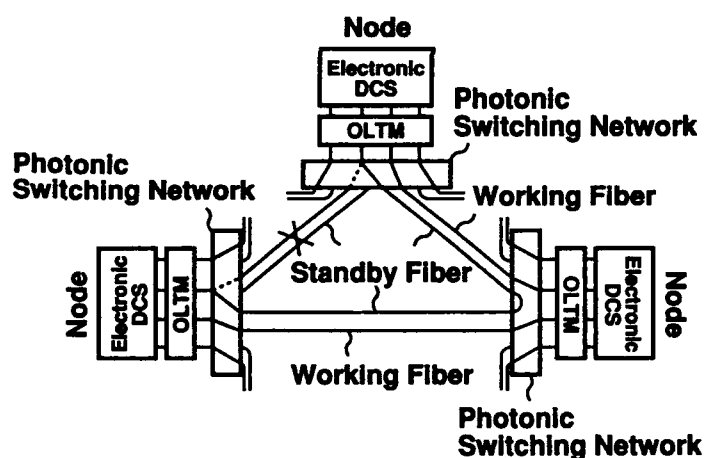 Node
Electronic
DCS
OLTM
Photonic
Switching Network
Photonic
Switching Network
Working Fiber
Standby Fiber
Node
Electronic
DCS
OLTM
OLTM
Electronic
DCS
Node
Working Fiber
Photonic
Switching Network